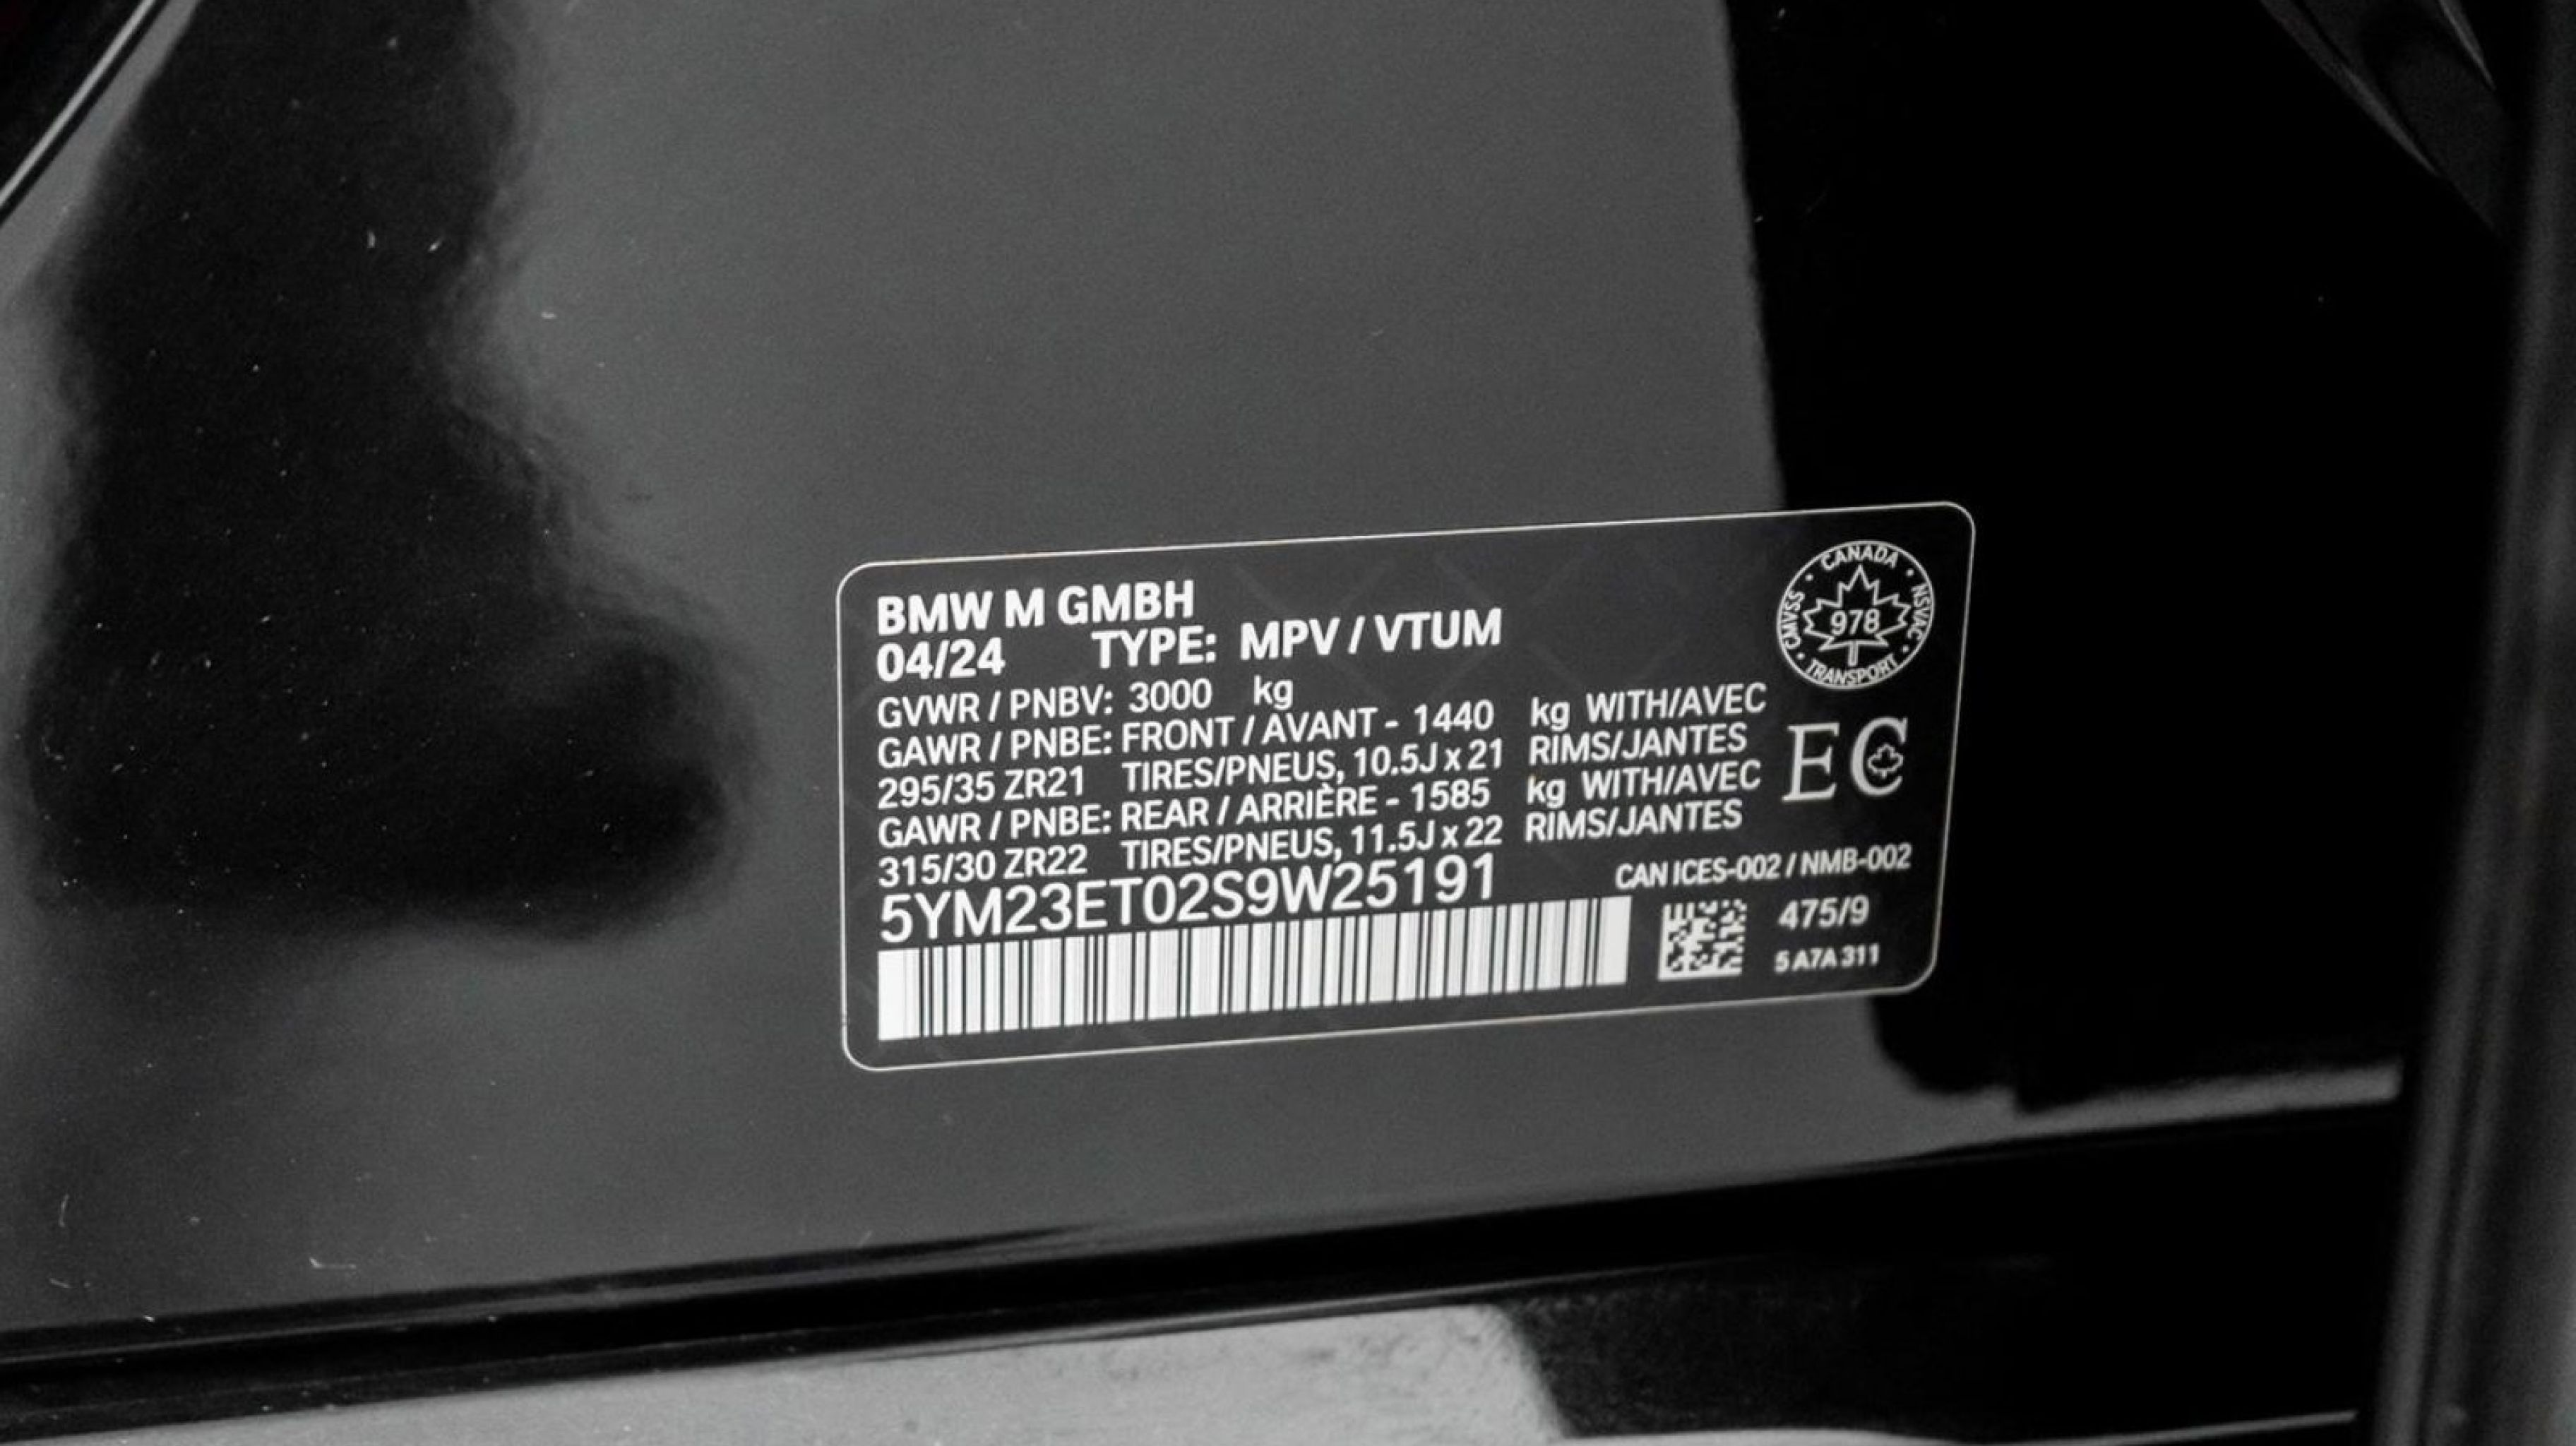 BMW M GMBH
04/24 TYPE: MPV / VTUM
GVWR / PNBV: 3000 kg
GAWR / PNBE: FRONT / AVANT - 1440 kg WITH/AVEC
295/35 ZR21 TIRES/PNEUS, 10.5J x 21 RIMS/JANTES
GAWR / PNBE: REAR / ARRIÈRE - 1585 kg WITH/AVEC
315/30 ZR22 TIRES/PNEUS, 11.5J x 22 RIMS/JANTES
5YM23ET02S9W25191
CANADA
NSVAC
TRANSPORT
CMVSS
978
EC
CAN ICES-002 / NMB-002
475/9
5 A7A 311